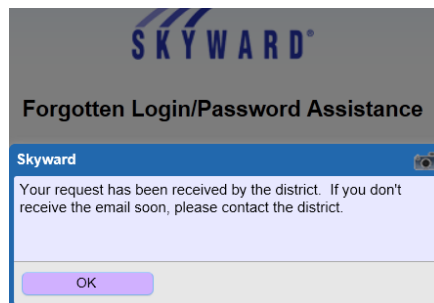 SKYWARD®
Forgotten Login/Password Assistance
Skyward
Your request has been received by the district.  If you don't
receive the email soon, please contact the district.
OK